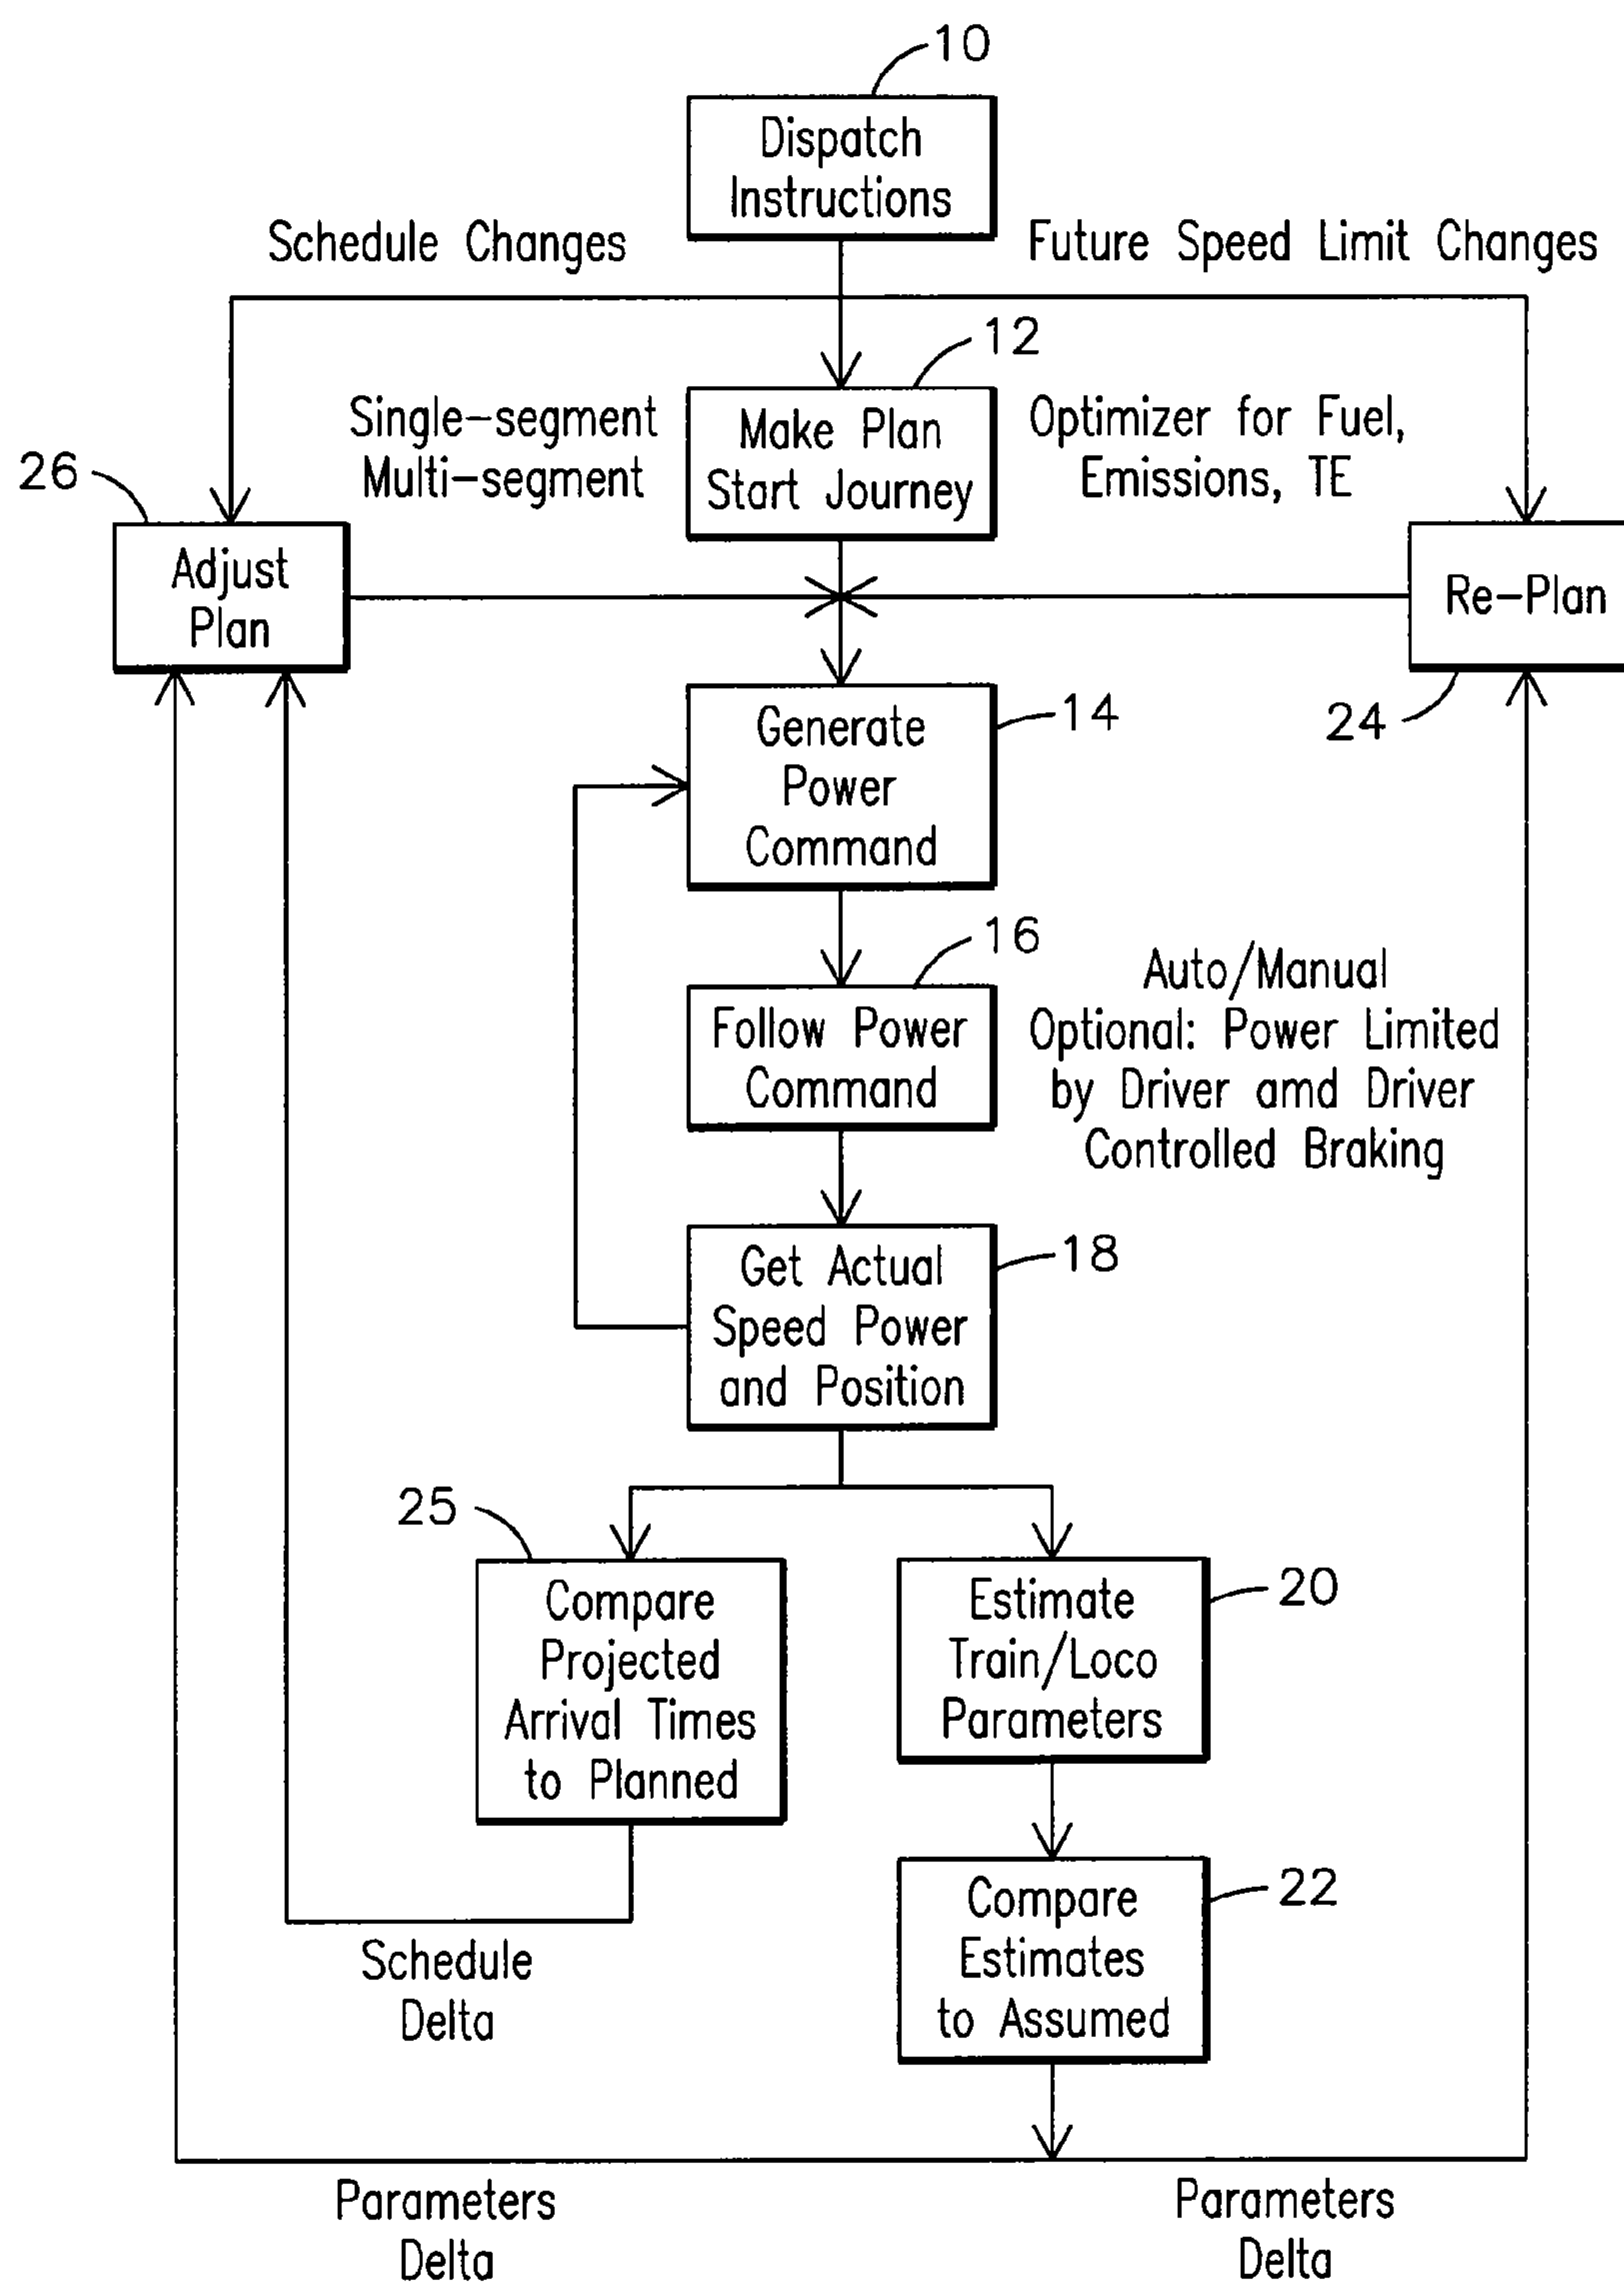 10
Dispatch
Instructions
Schedule Changes
Future Speed Limit Changes
12
Single-segment
Multi-segment
Make Plan
Start Journey
Optimizer for Fuel,
Emissions, TE
26
Adjust
Plan
Re-Plan
24
Generate
Power
Command
14
16
Follow Power
Command
Auto/Manual
Optional: Power Limited
by Driver amd Driver
Controlled Braking
Get Actual
Speed Power
and Position
18
25
Compare
Projected
Arrival Times
to Planned
Estimate
Train/Loco
Parameters
20
Compare
Estimates
to Assumed
22
Schedule
Delta
Parameters
Delta
Parameters
Delta